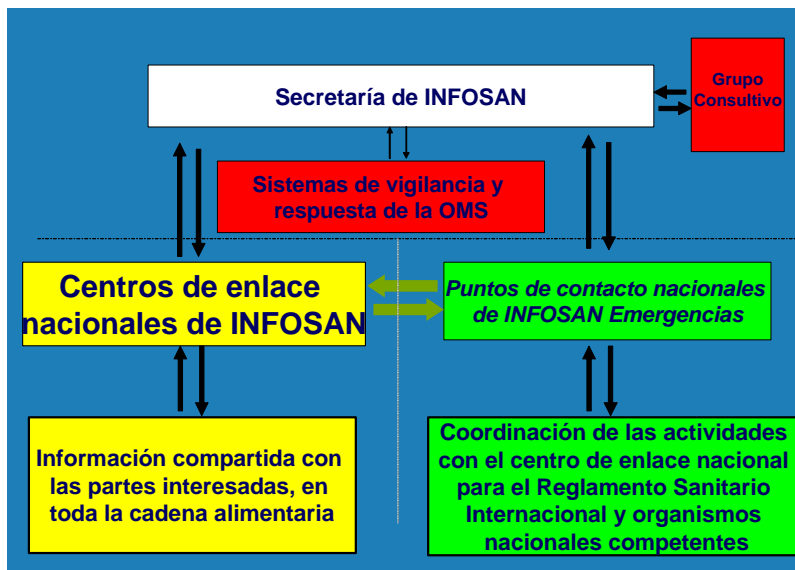 Secretaría de INFOSAN
Grupo
Consultivo
Sistemas de vigilancia y
respuesta de la OMS
Centros de enlace
nacionales de INFOSAN
Puntos de contacto nacionales
de INFOSAN Emergencias
Información compartida con
las partes interesadas, en
toda la cadena alimentaria
Coordinación de las actividades
con el centro de enlace nacional
para el Reglamento Sanitario
Internacional y organismos
nacionales competentes